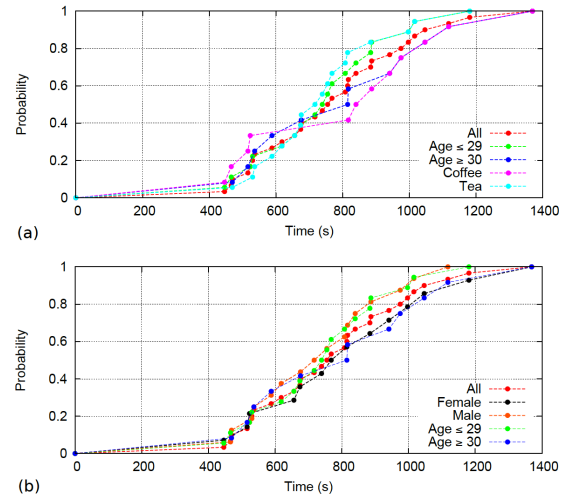 1
0.8
0.6
0.4
0.2
0
Probability
0 200 400 600 800 1000 1200 1400
Time (s)
All
Age ≤ 29
Age ≥ 30
Coffee
Tea
(a)
1
0.8
0.6
0.4
0.2
0
Probability
0 200 400 600 800 1000 1200 1400
Time (s)
All
Female
Male
Age ≤ 29
Age ≥ 30
(b)